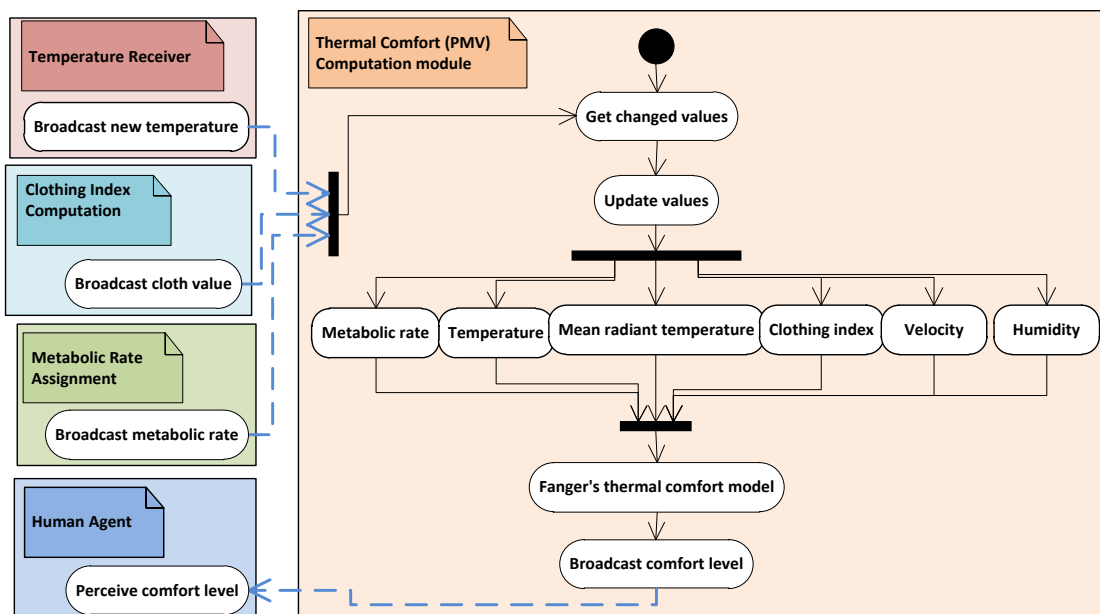 Temperature Receiver
Broadcast new temperature
Clothing Index
Computation
Broadcast cloth value
Metabolic Rate
Assignment
Broadcast metabolic rate
Human Agent
Perceive comfort level
Thermal Comfort (PMV)
Computation module
Get changed values
Update values
Metabolic rate
Temperature
Mean radiant temperature
Clothing index
Velocity
Humidity
Fanger's thermal comfort model
Broadcast comfort level